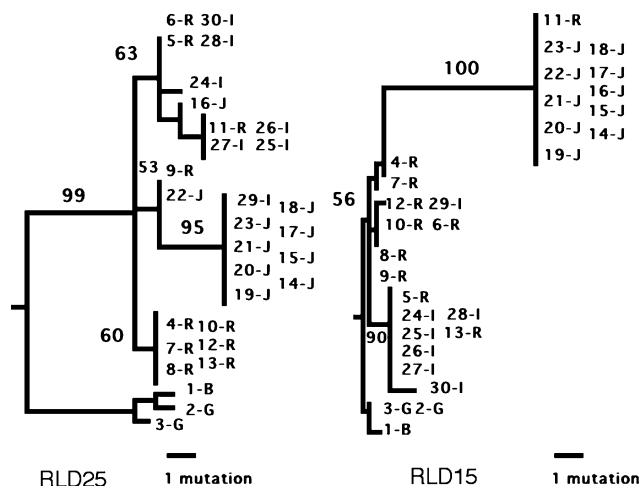 6-R 30-I
5-R 28-I
63
24-I
16-J
11-R 26-I
27-I 25-I
53
9-R
22-J
99
95
29-I 18-J
23-J 17-J
21-J 15-J
20-J 14-J
19-J
60
4-R 10-R
7-R 12-R
8-R 13-R
1-B
2-G
3-G
RLD25
1 mutation
11-R
100
23-J 18-J
22-J 17-J
16-J
21-J 15-J
20-J 14-J
19-J
4-R
7-R
56
12-R 29-I
10-R 6-R
8-R
9-R
5-R
24-I 28-I
90
25-I 13-R
26-I
27-I
30-I
3-G 2-G
1-B
RLD15
1 mutation